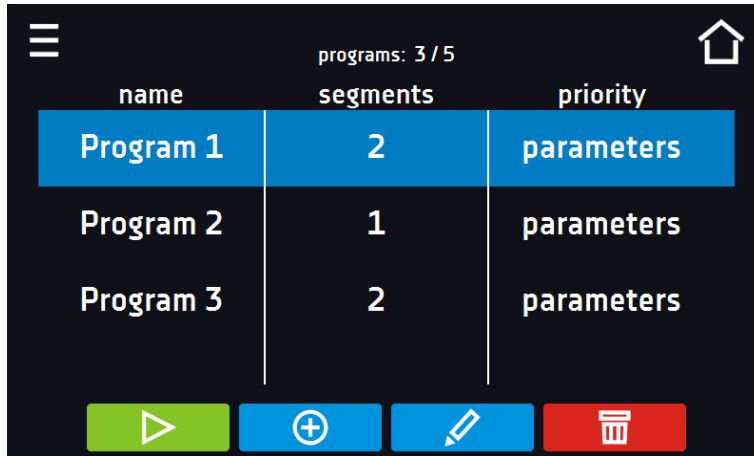 programs: 3 / 5
name segments priority
Program 1 2 parameters
Program 2 1 parameters
Program 3 2 parameters